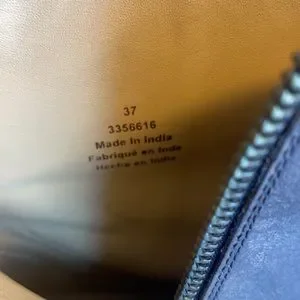 37
3356616
Made in India
Fabriqué en Inde
Hecho en India